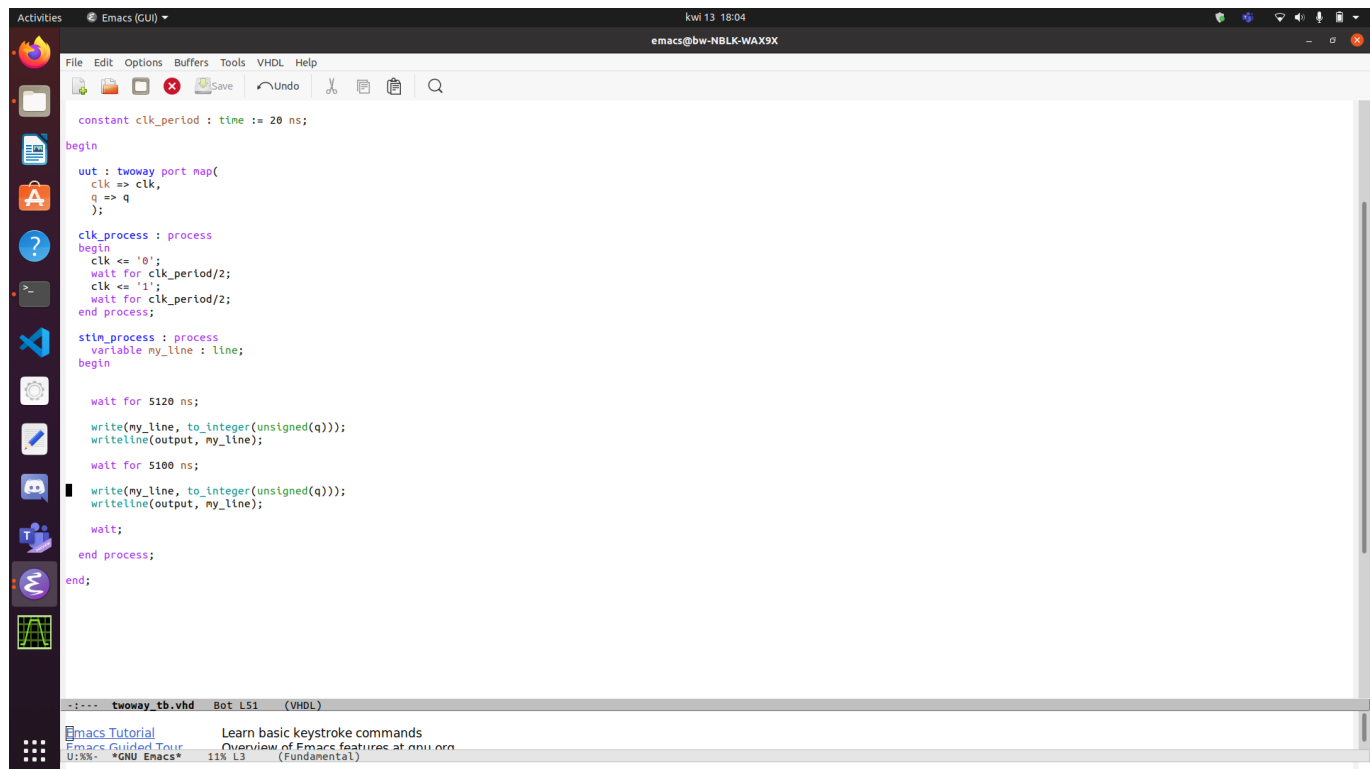 Activities Emacs (GUI) kwi 13 18:04
emacs@bw-NBLK-WAX9X
File Edit Options Buffers Tools VHDL Help
Save Undo
constant clk_period : time := 20 ns;
begin
uut : twoway port map(
clk => clk,
q => q
);
clk_process : process
begin
clk <= '0';
wait for clk_period/2;
clk <= '1';
wait for clk_period/2;
end process;
stim_process : process
variable my_line : line;
begin
wait for 5120 ns;
write(my_line, to_integer(unsigned(q)));
writeline(output, my_line);
wait for 5100 ns;
write(my_line, to_integer(unsigned(q)));
writeline(output, my_line);
wait;
end process;
end;
-:--- twoway_tb.vhd Bot L51 (VHDL)
Emacs Tutorial Learn basic keystroke commands
Emacs Guided Tour Overview of Emacs features at gnu.org
U:%%- *GNU Emacs* 11% L3 (Fundamental)